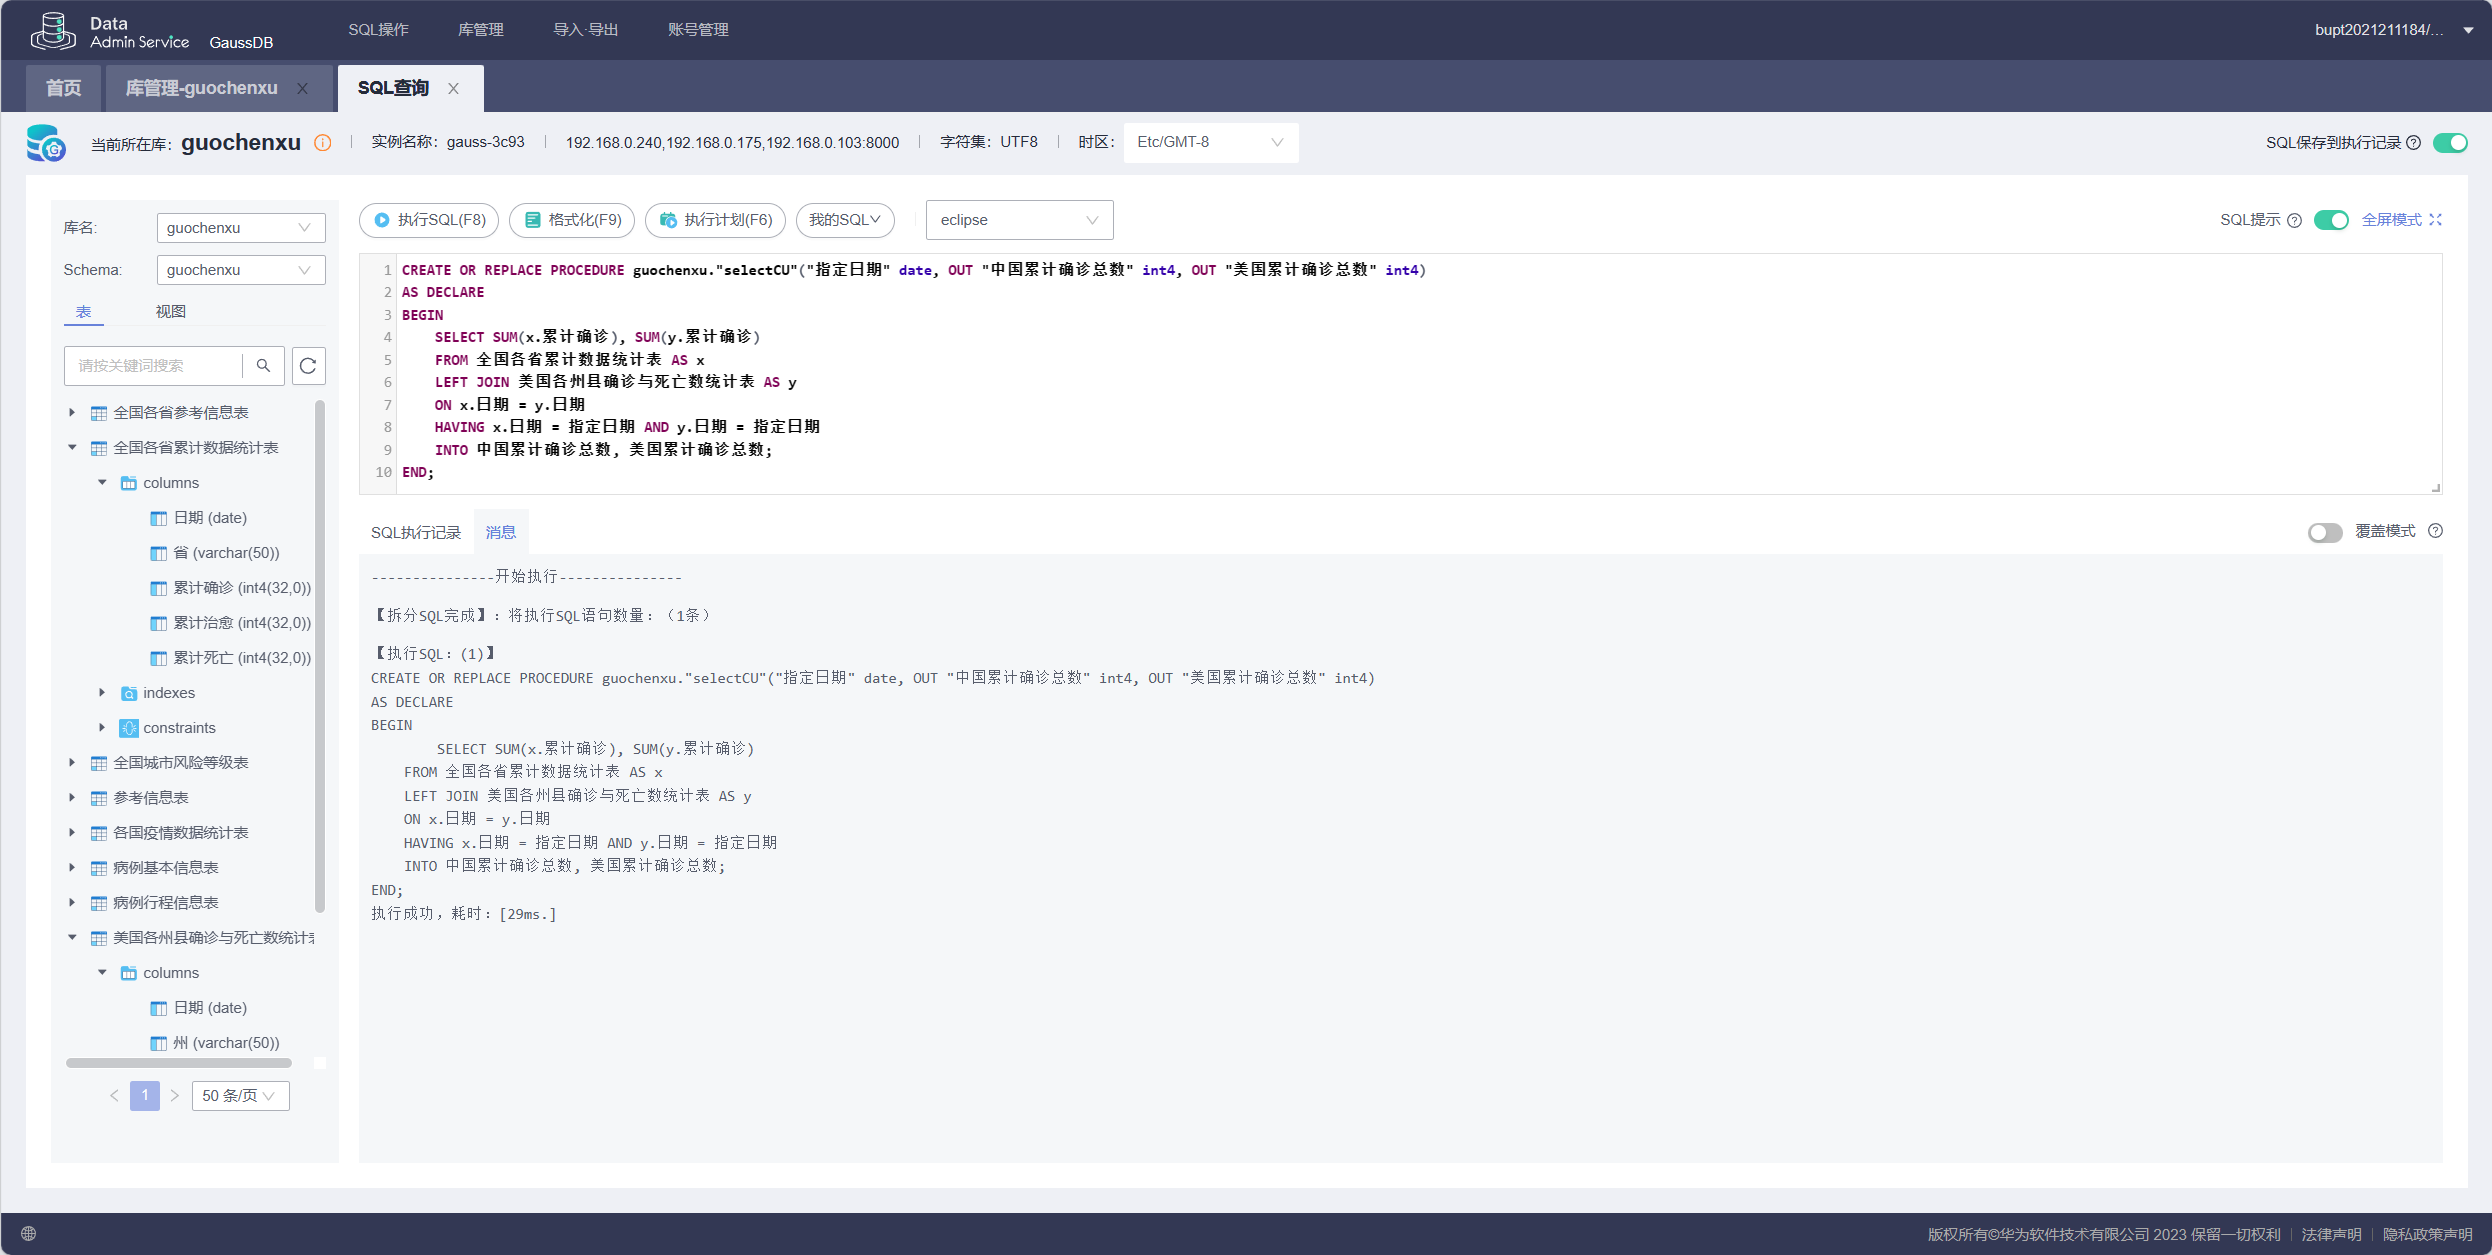 Data
Admin Service GaussDB SQL操作 库管理 导入·导出 账号管理 bupt2021211184/...
首页 库管理-guochenxu SQL查询
当前所在库: guochenxu 实例名称: gauss-3c93 192.168.0.240,192.168.0.175,192.168.0.103:8000 字符集: UTF8 时区: Etc/GMT-8 SQL保存到执行记录
库名: guochenxu
Schema: guochenxu
表 视图
请按关键词搜索
全国各省参考信息表
全国各省累计数据统计表
columns
日期 (date)
省 (varchar(50))
累计确诊 (int4(32,0))
累计治愈 (int4(32,0))
累计死亡 (int4(32,0))
indexes
constraints
全国城市风险等级表
参考信息表
各国疫情数据统计表
病例基本信息表
病例行程信息表
美国各州县确诊与死亡数统计
columns
日期 (date)
州 (varchar(50))
1 50 条/页
执行SQL(F8) 格式化(F9) 执行计划(F6) 我的SQL eclipse SQL提示 全屏模式
1 CREATE OR REPLACE PROCEDURE guochenxu."selectCU"("指定日期" date, OUT "中国累计确诊总数" int4, OUT "美国累计确诊总数" int4)
2 AS DECLARE
3 BEGIN
4 SELECT SUM(x.累计确诊), SUM(y.累计确诊)
5 FROM 全国各省累计数据统计表 AS x
6 LEFT JOIN 美国各州县确诊与死亡数统计表 AS y
7 ON x.日期 = y.日期
8 HAVING x.日期 = 指定日期 AND y.日期 = 指定日期
9 INTO 中国累计确诊总数, 美国累计确诊总数;
10 END;
SQL执行记录 消息 覆盖模式
---------------开始执行---------------
【拆分SQL完成】：将执行SQL语句数量：（1条）
【执行SQL：(1)】
CREATE OR REPLACE PROCEDURE guochenxu."selectCU"("指定日期" date, OUT "中国累计确诊总数" int4, OUT "美国累计确诊总数" int4)
AS DECLARE
BEGIN
SELECT SUM(x.累计确诊), SUM(y.累计确诊)
FROM 全国各省累计数据统计表 AS x
LEFT JOIN 美国各州县确诊与死亡数统计表 AS y
ON x.日期 = y.日期
HAVING x.日期 = 指定日期 AND y.日期 = 指定日期
INTO 中国累计确诊总数, 美国累计确诊总数;
END;
执行成功，耗时：[29ms.]
版权所有©华为软件技术有限公司 2023 保留一切权利 法律声明 隐私政策声明